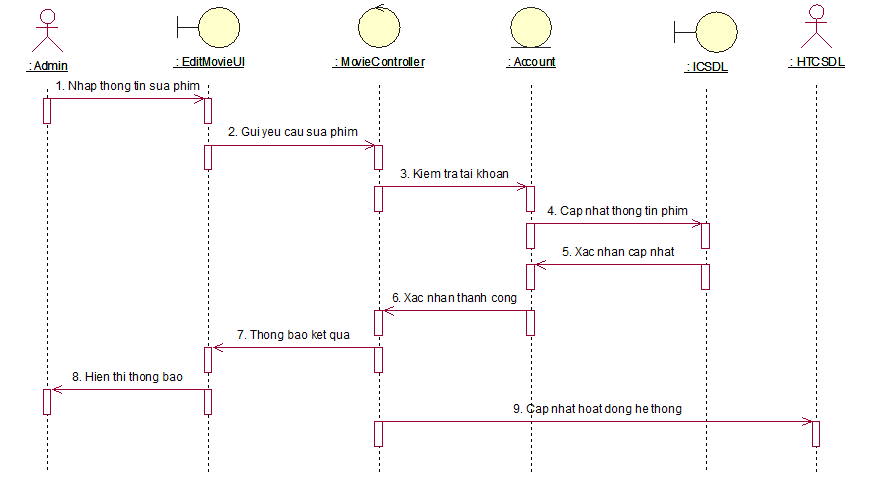 : Admin
: EditMovieUI
: MovieController
: Account
: ICSDL
: HTCSDL
1. Nhap thong tin sua phim
2. Gui yeu cau sua phim
3. Kiem tra tai khoan
4. Cap nhat thong tin phim
5. Xac nhan cap nhat
6. Xac nhan thanh cong
7. Thong bao ket qua
8. Hien thi thong bao
9. Cap nhat hoat dong he thong